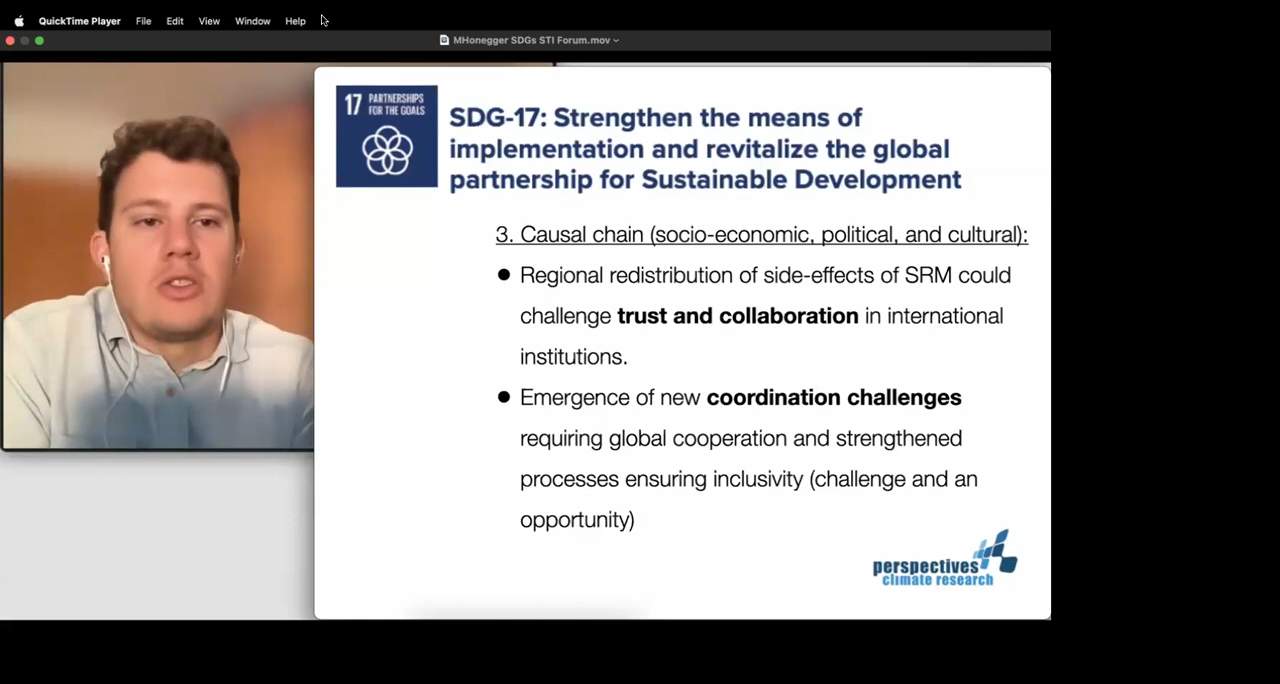 QuickTime Player File Edit View Window Help
MHonegger SDGs STI Forum.mov
17 PARTNERSHIPS
FOR THE GOALS
SDG-17: Strengthen the means of
implementation and revitalize the global
partnership for Sustainable Development
3. Causal chain (socio-economic, political, and cultural):
● Regional redistribution of side-effects of SRM could
challenge trust and collaboration in international
institutions.
● Emergence of new coordination challenges
requiring global cooperation and strengthened
processes ensuring inclusivity (challenge and an
opportunity)
perspectives
climate research